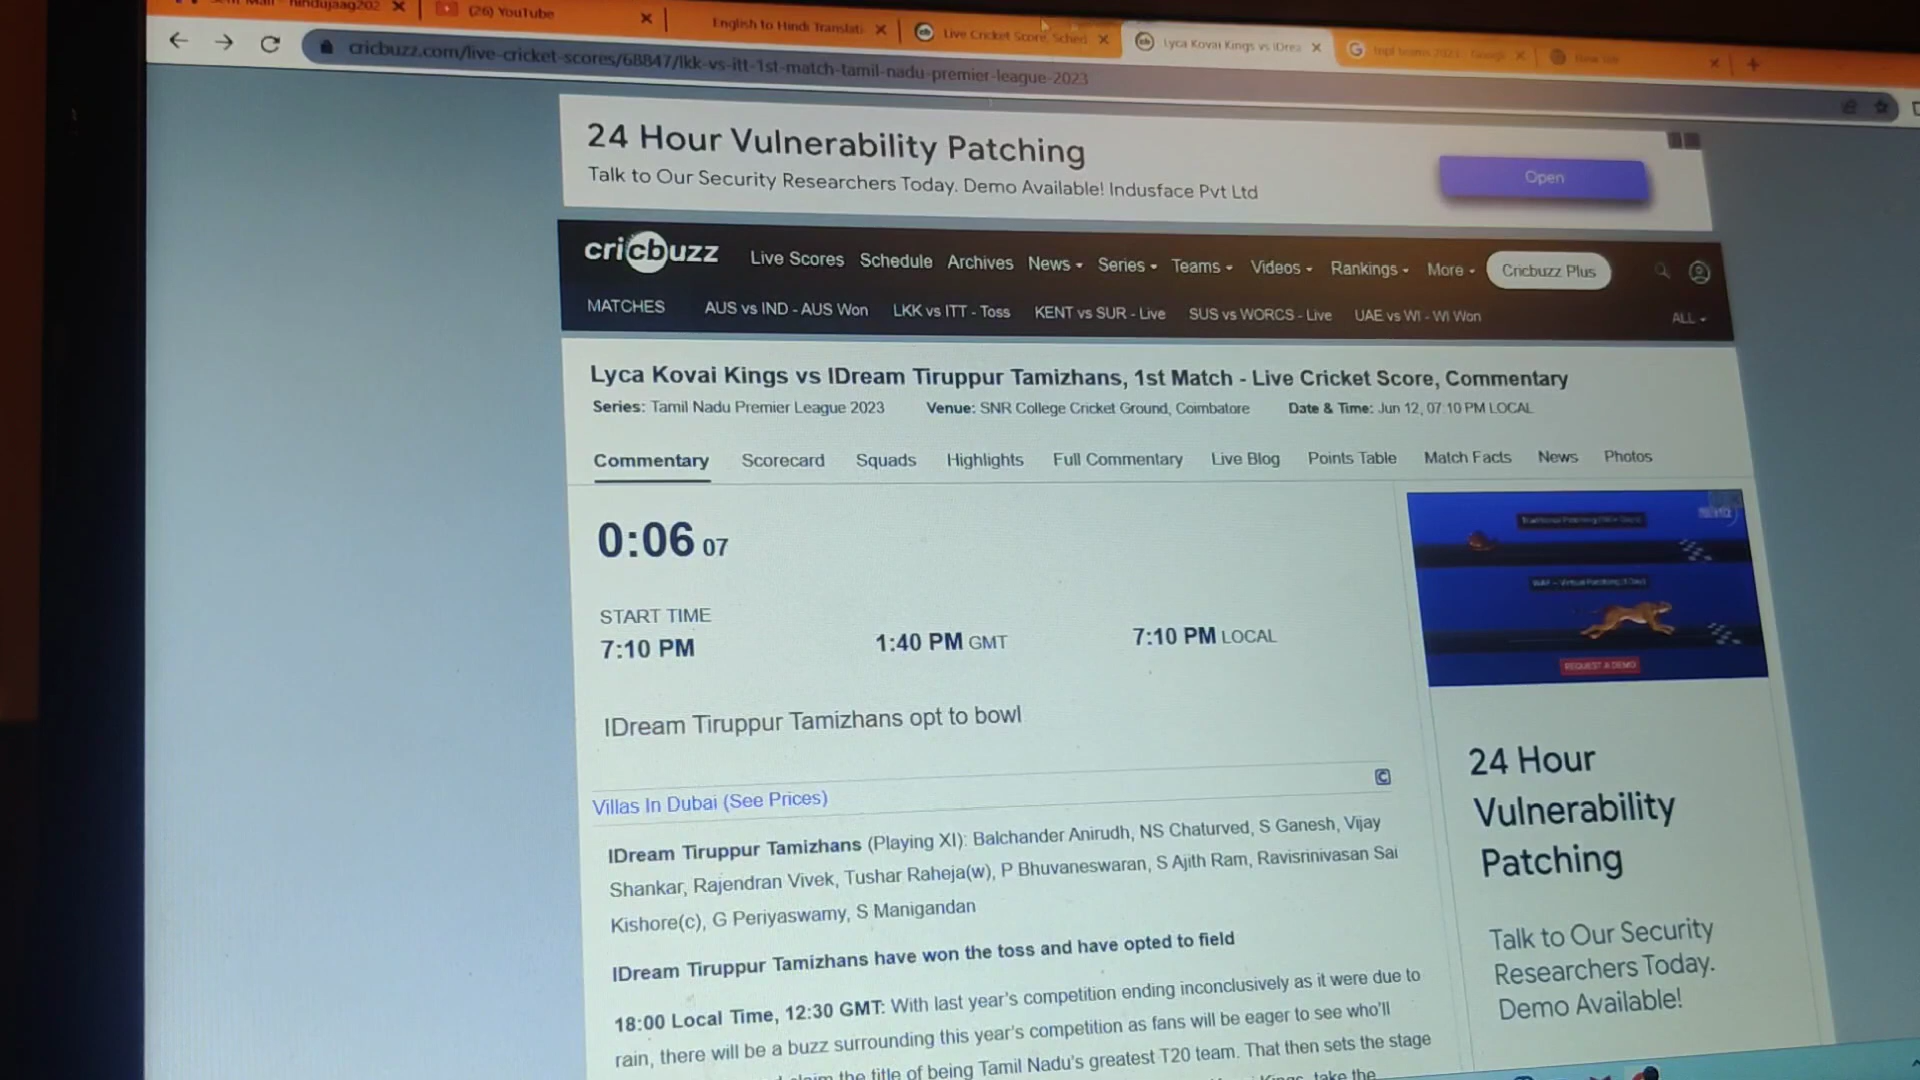 (26) YouTube
English to Hindi Translati
Live Cricket Score, Sched
Lyca Kovai Kings vs iDrea
cricbuzz.com/live-cricket-scores/68847/lkk-vs-itt-1st-match-tamil-nadu-premier-league-2023
24 Hour Vulnerability Patching
Talk to Our Security Researchers Today. Demo Available! Indusface Pvt Ltd
Open
cricbuzz
Live Scores Schedule Archives News Series Teams Videos Rankings More Cricbuzz Plus
MATCHES AUS vs IND - AUS Won LKK vs ITT - Toss KENT vs SUR - Live SUS vs WORCS - Live UAE vs WI - WI Won ALL
Lyca Kovai Kings vs IDream Tiruppur Tamizhans, 1st Match - Live Cricket Score, Commentary
Series: Tamil Nadu Premier League 2023 Venue: SNR College Cricket Ground, Coimbatore Date & Time: Jun 12, 07:10 PM LOCAL
Commentary Scorecard Squads Highlights Full Commentary Live Blog Points Table Match Facts News Photos
0:06 07
START TIME
7:10 PM 1:40 PM GMT 7:10 PM LOCAL
REQUEST A DEMO
IDream Tiruppur Tamizhans opt to bowl
Villas In Dubai (See Prices)
IDream Tiruppur Tamizhans (Playing XI): Balchander Anirudh, NS Chaturved, S Ganesh, Vijay
Shankar, Rajendran Vivek, Tushar Raheja(w), P Bhuvaneswaran, S Ajith Ram, Ravisrinivasan Sai
Kishore(c), G Periyaswamy, S Manigandan
IDream Tiruppur Tamizhans have won the toss and have opted to field
18:00 Local Time, 12:30 GMT: With last year's competition ending inconclusively as it were due to
rain, there will be a buzz surrounding this year's competition as fans will be eager to see who'll
claim the title of being Tamil Nadu's greatest T20 team. That then sets the stage
Kings, take the
24 Hour
Vulnerability
Patching
Talk to Our Security
Researchers Today.
Demo Available!